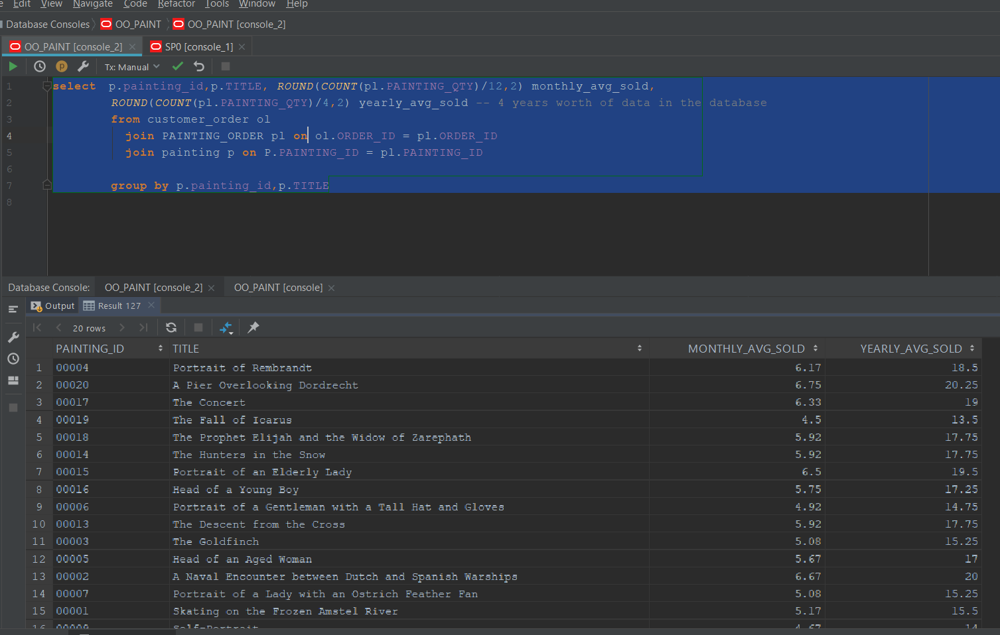 e Edit View Navigate Code Refactor Tools Window Help
Database Consoles OO_PAINT OO_PAINT [console_2]
OO_PAINT [console_2] SP0 [console_1]
p Tx: Manual
1 select p.painting_id,p.TITLE, ROUND(COUNT(pl.PAINTING_QTY)/12,2) monthly_avg_sold,
2 ROUND(COUNT(pl.PAINTING_QTY)/4,2) yearly_avg_sold -- 4 years worth of data in the database
3 from customer_order ol
4 join PAINTING_ORDER pl on ol.ORDER_ID = pl.ORDER_ID
5 join painting p on P.PAINTING_ID = pl.PAINTING_ID
6
7 group by p.painting_id,p.TITLE
8
Database Console: OO_PAINT [console_2] OO_PAINT [console]
Output Result 127
20 rows
PAINTING_ID TITLE MONTHLY_AVG_SOLD YEARLY_AVG_SOLD
1 00004 Portrait of Rembrandt 6.17 18.5
2 00020 A Pier Overlooking Dordrecht 6.75 20.25
3 00017 The Concert 6.33 19
4 00019 The Fall of Icarus 4.5 13.5
5 00018 The Prophet Elijah and the Widow of Zarephath 5.92 17.75
6 00014 The Hunters in the Snow 5.92 17.75
7 00015 Portrait of an Elderly Lady 6.5 19.5
8 00016 Head of a Young Boy 5.75 17.25
9 00006 Portrait of a Gentleman with a Tall Hat and Gloves 4.92 14.75
10 00013 The Descent from the Cross 5.92 17.75
11 00003 The Goldfinch 5.08 15.25
12 00005 Head of an Aged Woman 5.67 17
13 00002 A Naval Encounter between Dutch and Spanish Warships 6.67 20
14 00007 Portrait of a Lady with an Ostrich Feather Fan 5.08 15.25
15 00001 Skating on the Frozen Amstel River 5.17 15.5
16 Self-Portrait 4.67 14